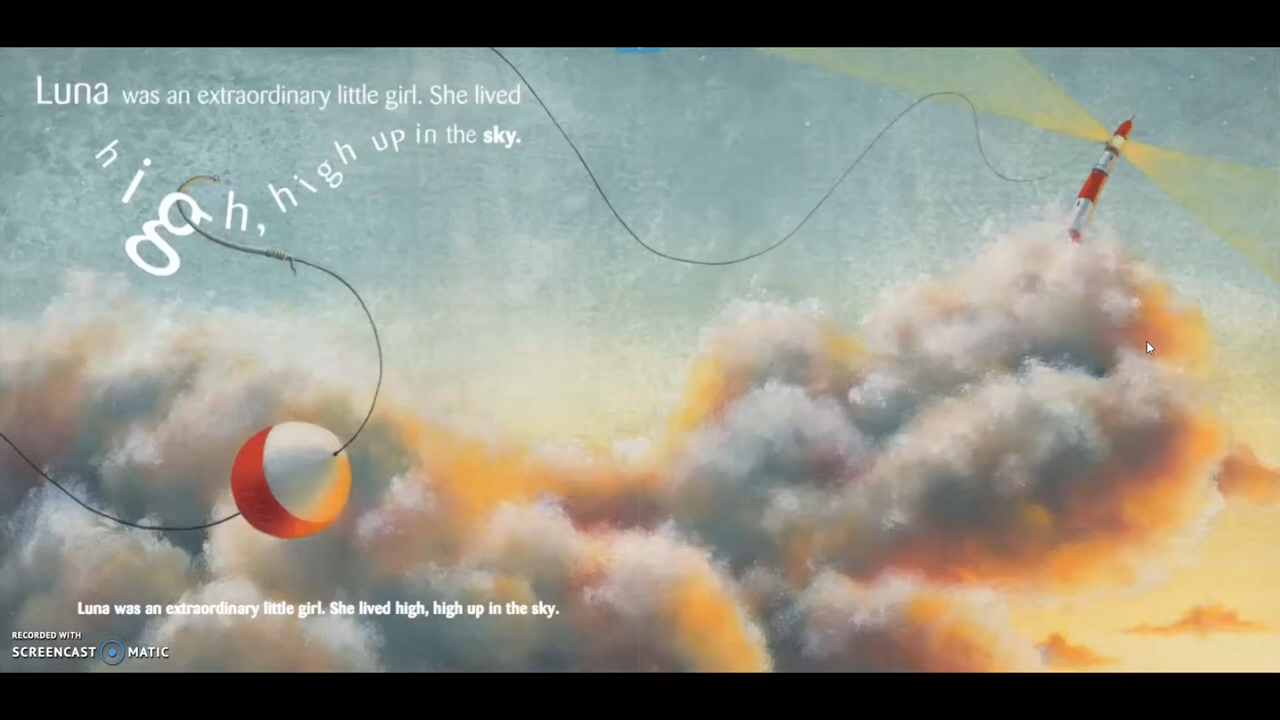 Luna was an extraordinary little girl. She lived
high, high up in the sky.
Luna was an extraordinary little girl. She lived high, high up in the sky.
RECORDED WITH
SCREENCAST MATIC